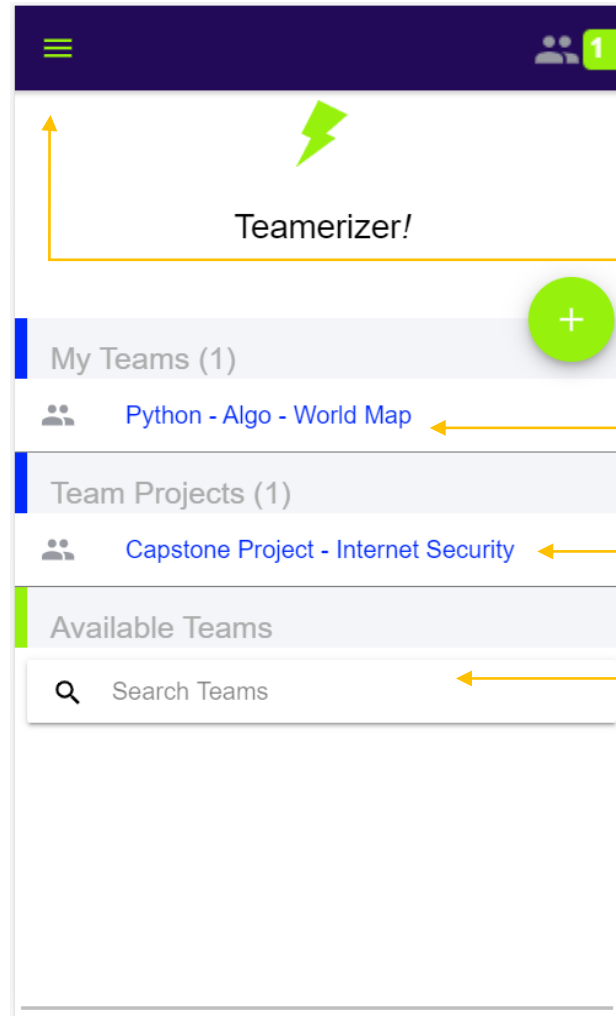 1
Teamerizer!
+
My Teams (1)
Python - Algo - World Map
Team Projects (1)
Capstone Project - Internet Security
Available Teams
Search Teams